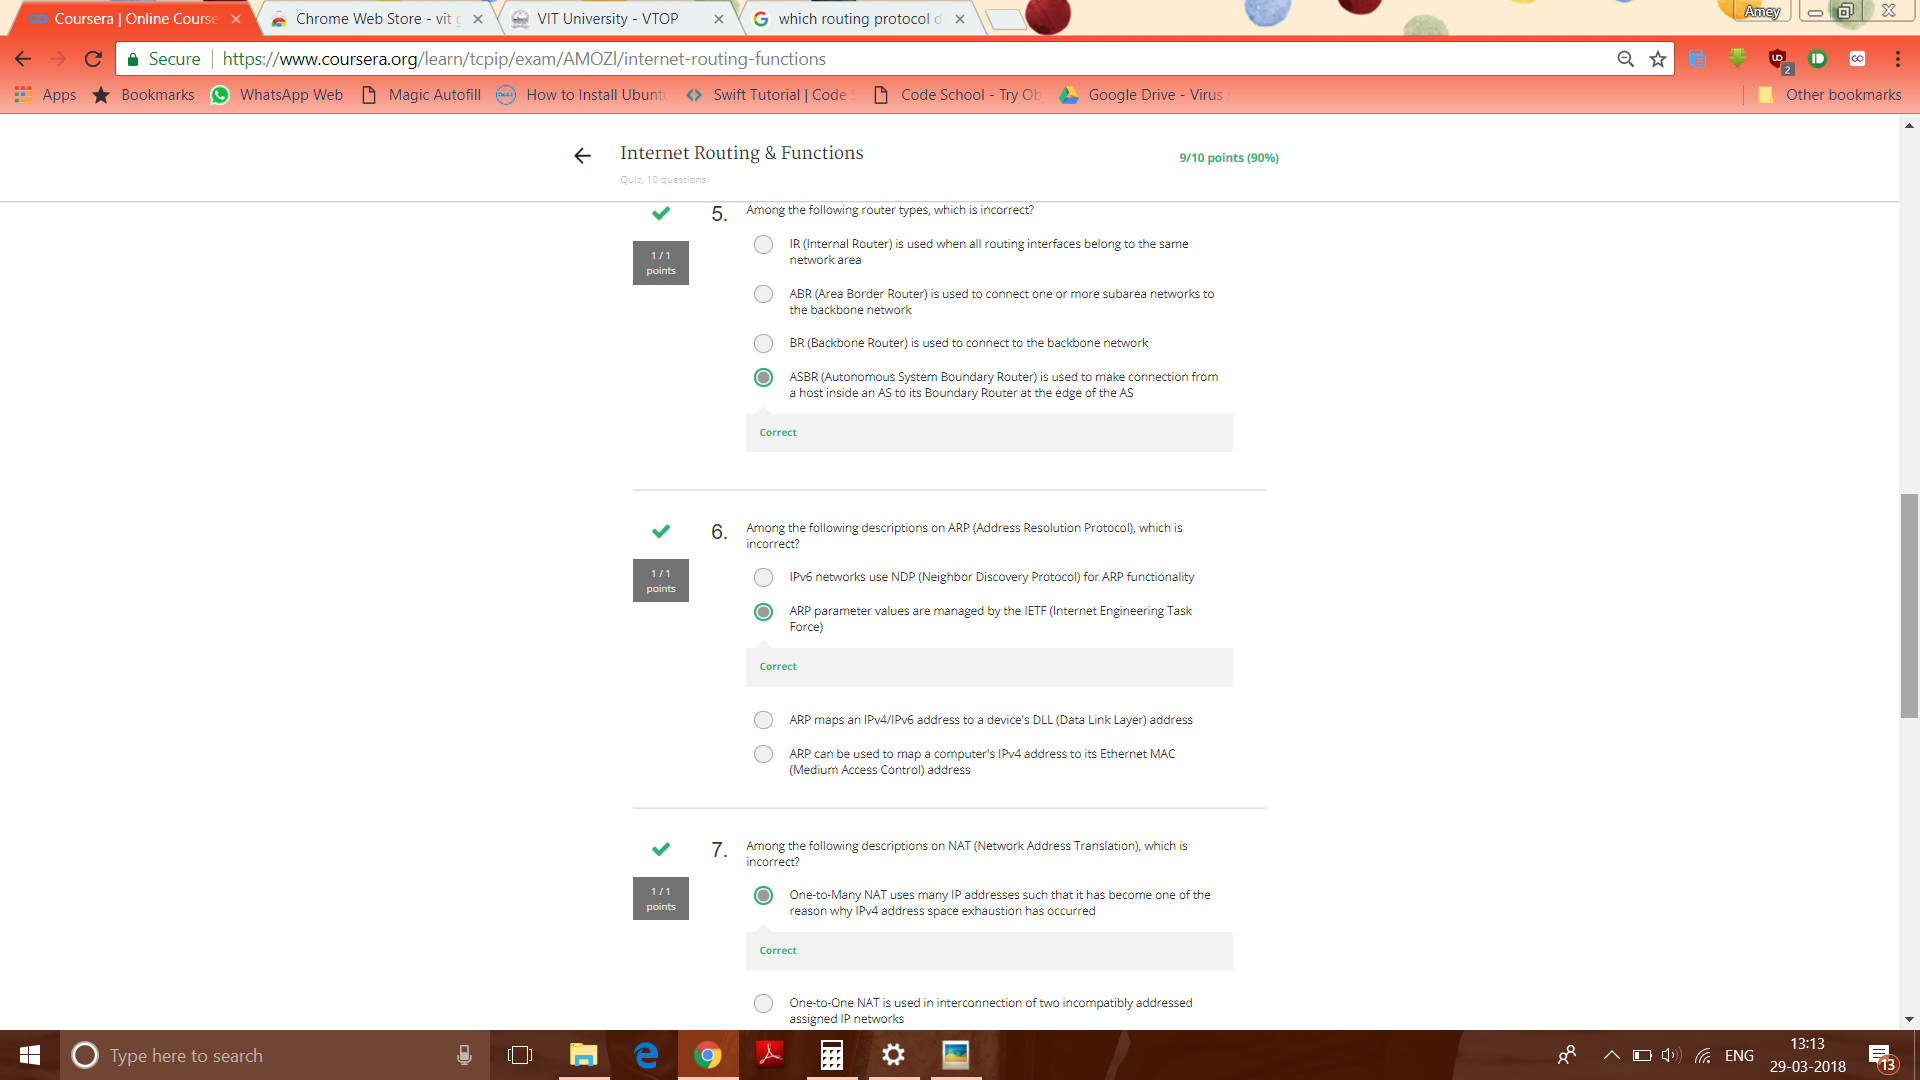 Coursera | Online Course
Chrome Web Store - vit g
VIT University - VTOP
which routing protocol d
Amey
Secure
https://www.coursera.org/learn/tcpip/exam/AMOZl/internet-routing-functions
2
Apps
Bookmarks
WhatsApp Web
Magic Autofill
How to Install Ubuntu
Swift Tutorial | Code S
Code School - Try Ob
Google Drive - Virus
Other bookmarks
Internet Routing & Functions
9/10 points (90%)
Quiz, 10 questions
5.
Among the following router types, which is incorrect?
1 / 1
points
IR (Internal Router) is used when all routing interfaces belong to the same
network area
ABR (Area Border Router) is used to connect one or more subarea networks to
the backbone network
BR (Backbone Router) is used to connect to the backbone network
ASBR (Autonomous System Boundary Router) is used to make connection from
a host inside an AS to its Boundary Router at the edge of the AS
Correct
6.
Among the following descriptions on ARP (Address Resolution Protocol), which is
incorrect?
1 / 1
points
IPv6 networks use NDP (Neighbor Discovery Protocol) for ARP functionality
ARP parameter values are managed by the IETF (Internet Engineering Task
Force)
Correct
ARP maps an IPv4/IPv6 address to a device's DLL (Data Link Layer) address
ARP can be used to map a computer's IPv4 address to its Ethernet MAC
(Medium Access Control) address
7.
Among the following descriptions on NAT (Network Address Translation), which is
incorrect?
1 / 1
points
One-to-Many NAT uses many IP addresses such that it has become one of the
reason why IPv4 address space exhaustion has occurred
Correct
One-to-One NAT is used in interconnection of two incompatibly addressed
assigned IP networks
Type here to search
ENG
13:13
29-03-2018
13